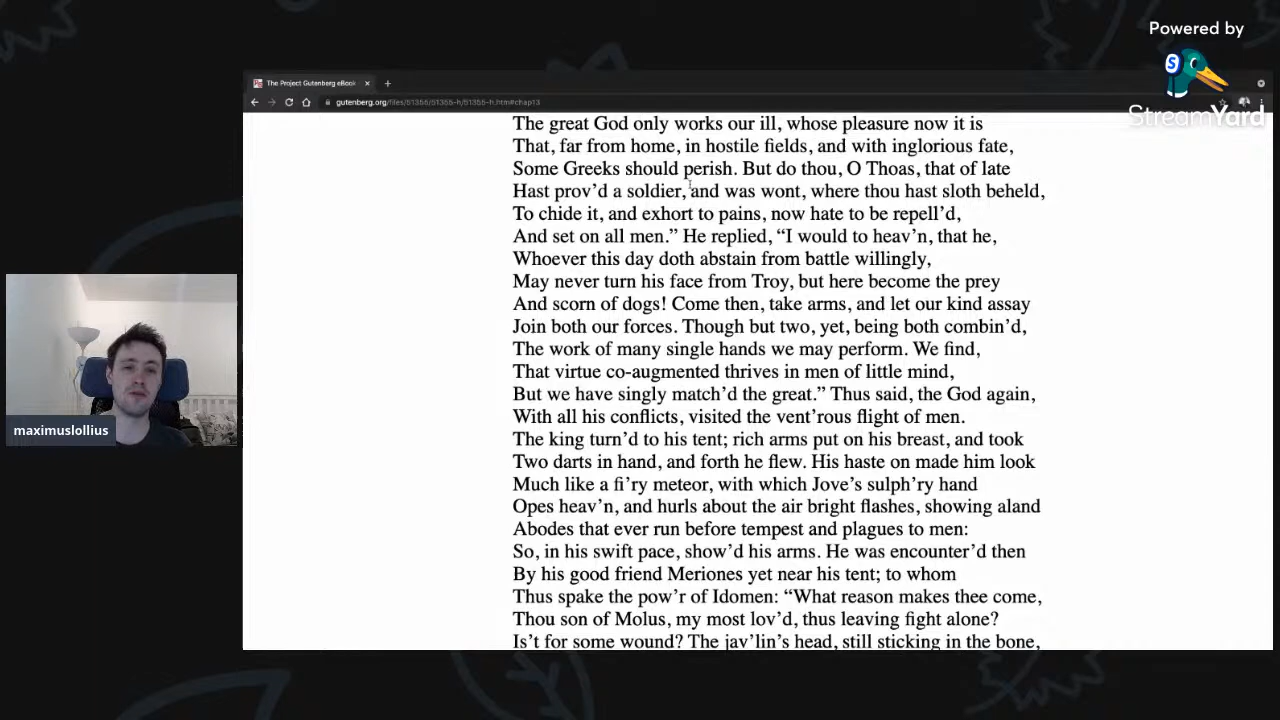 Powered by
StreamYard
The Project Gutenberg eBook
gutenberg.org/files/51355/51355-h/51355-h.htm#chap13
The great God only works our ill, whose pleasure now it is
That, far from home, in hostile fields, and with inglorious fate,
Some Greeks should perish. But do thou, O Thoas, that of late
Hast prov’d a soldier, and was wont, where thou hast sloth beheld,
To chide it, and exhort to pains, now hate to be repell’d,
And set on all men.” He replied, “I would to heav’n, that he,
Whoever this day doth abstain from battle willingly,
May never turn his face from Troy, but here become the prey
And scorn of dogs! Come then, take arms, and let our kind assay
Join both our forces. Though but two, yet, being both combin’d,
The work of many single hands we may perform. We find,
That virtue co-augmented thrives in men of little mind,
But we have singly match’d the great.” Thus said, the God again,
With all his conflicts, visited the vent’rous flight of men.
The king turn’d to his tent; rich arms put on his breast, and took
Two darts in hand, and forth he flew. His haste on made him look
Much like a fi’ry meteor, with which Jove’s sulph’ry hand
Opes heav’n, and hurls about the air bright flashes, showing aland
Abodes that ever run before tempest and plagues to men:
So, in his swift pace, show’d his arms. He was encounter’d then
By his good friend Meriones yet near his tent; to whom
Thus spake the pow’r of Idomen: “What reason makes thee come,
Thou son of Molus, my most lov’d, thus leaving fight alone?
Is’t for some wound? The jav’lin’s head, still sticking in the bone,
maximuslollius